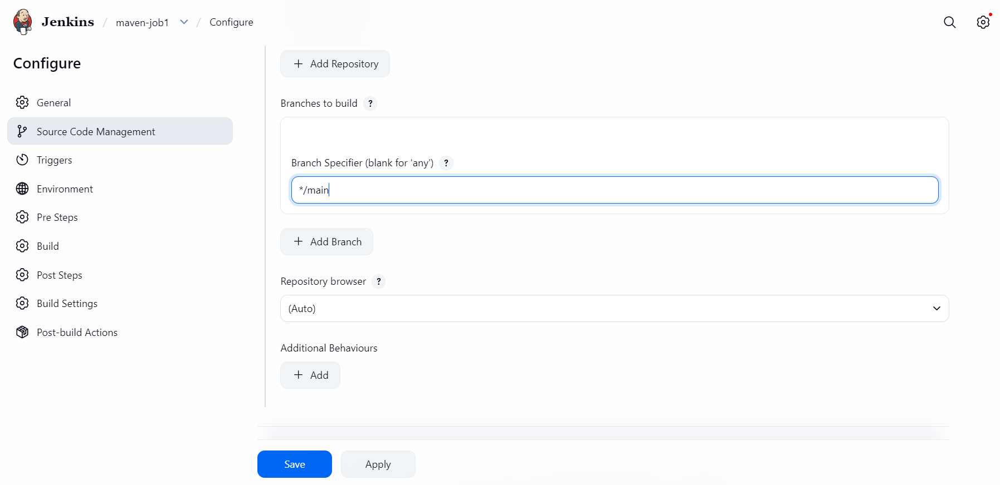 Jenkins / maven-job1 / Configure
Configure
General
Source Code Management
Triggers
Environment
Pre Steps
Build
Post Steps
Build Settings
Post-build Actions
+ Add Repository
Branches to build ?
Branch Specifier (blank for 'any') ?
*/main
+ Add Branch
Repository browser ?
(Auto)
Additional Behaviours
+ Add
Save Apply